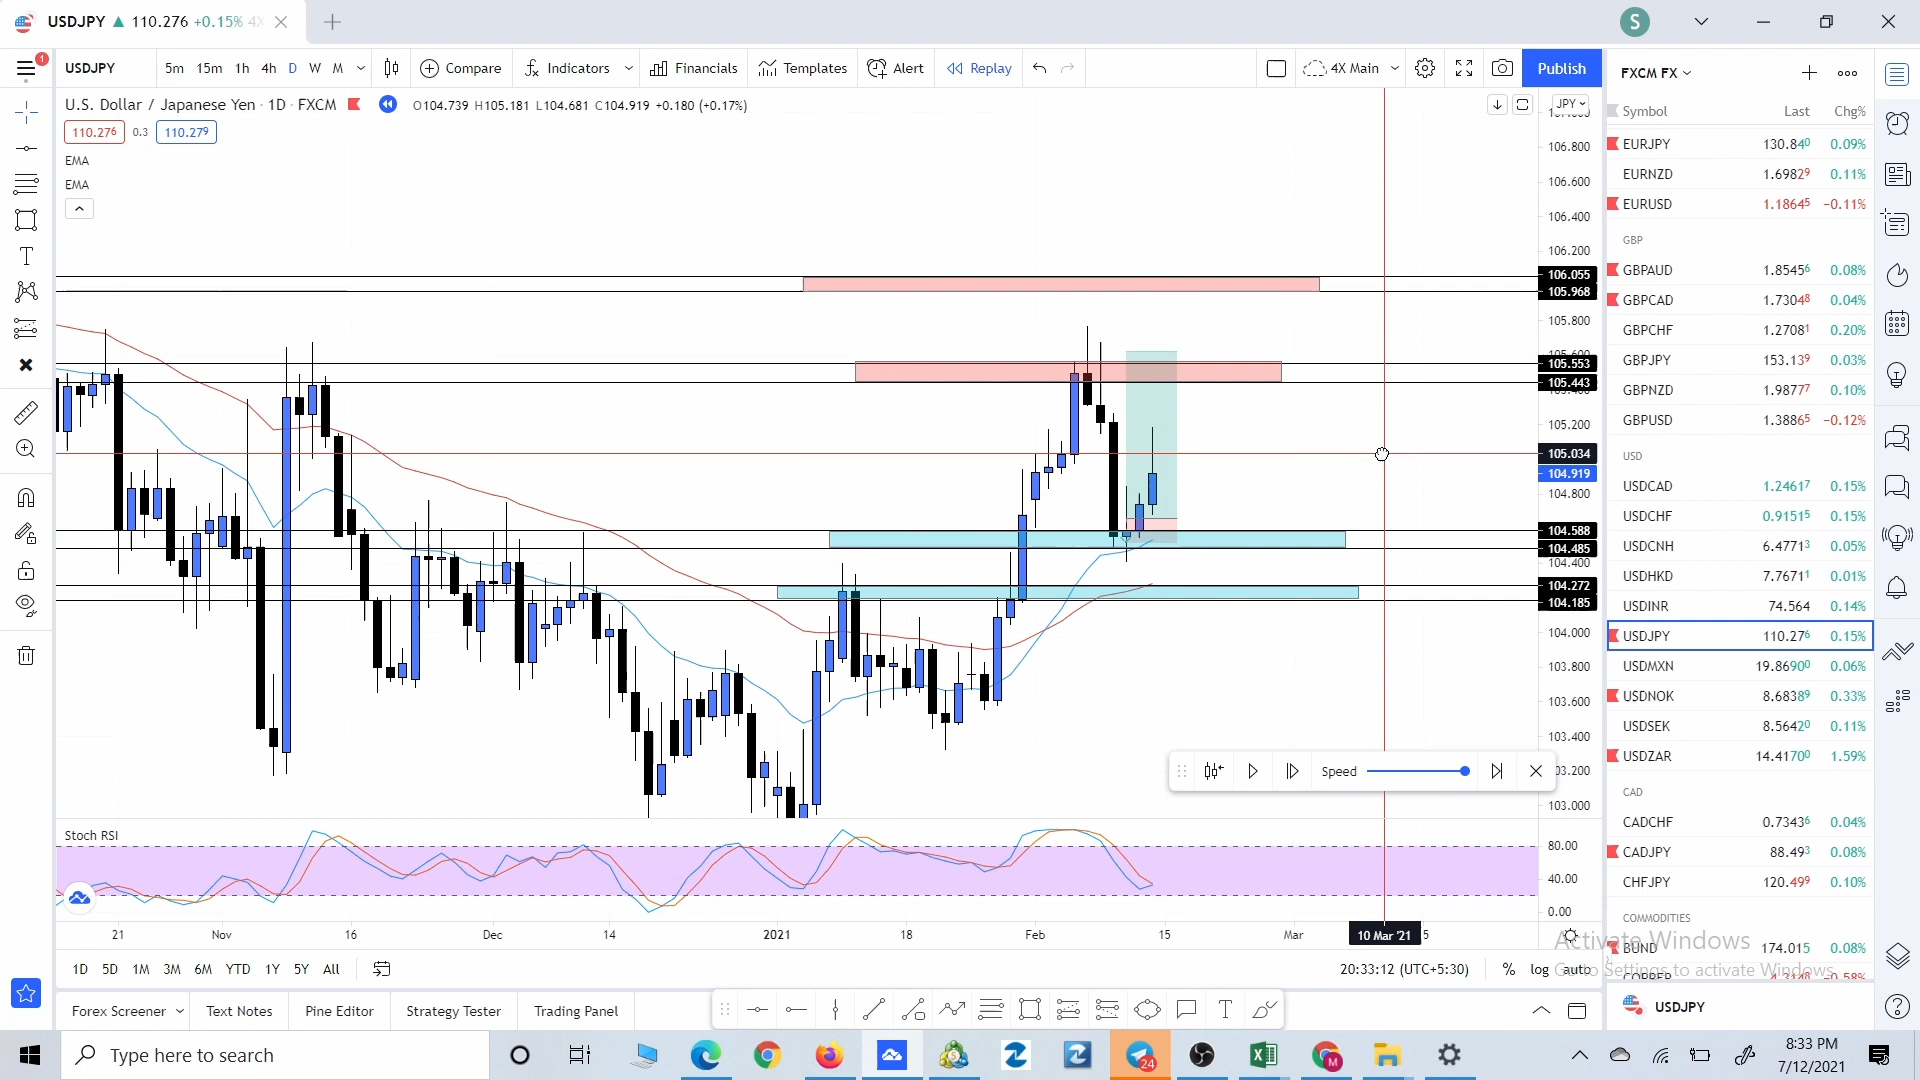 USDJPY ▲ 110.276 +0.15% 4X
S
1
USDJPY 5m 15m 1h 4h D W M Compare Indicators Financials Templates Alert Replay 4X Main Publish
U.S. Dollar / Japanese Yen · 1D · FXCM O104.739 H105.181 L104.681 C104.919 +0.180 (+0.17%)
110.276 0.3 110.279
EMA
EMA
JPY
106.800
106.600
106.400
106.200
106.055
105.968
105.800
105.553
105.443
105.200
105.034
104.919
104.800
104.588
104.485
104.400
104.272
104.185
104.000
103.800
103.600
103.400
103.200
103.000
Speed
Stoch RSI
80.00
40.00
0.00
21 Nov 16 Dec 14 2021 18 Feb 15 Mar 10 Mar '21 5
1D 5D 1M 3M 6M YTD 1Y 5Y All 20:33:12 (UTC+5:30) % log auto
Forex Screener Text Notes Pine Editor Strategy Tester Trading Panel
FXCM FX
Symbol Last Chg%
EURJPY 130.840 0.09%
EURNZD 1.69829 0.11%
EURUSD 1.18645 −0.11%
GBP
GBPAUD 1.85456 0.08%
GBPCAD 1.73048 0.04%
GBPCHF 1.27081 0.20%
GBPJPY 153.139 0.03%
GBPNZD 1.98777 0.10%
GBPUSD 1.38865 −0.12%
USD
USDCAD 1.24617 0.15%
USDCHF 0.91515 0.15%
USDCNH 6.47713 0.05%
USDHKD 7.76711 0.01%
USDINR 74.564 0.14%
USDJPY 110.276 0.15%
USDMXN 19.86900 0.06%
USDNOK 8.68389 0.33%
USDSEK 8.56420 0.11%
USDZAR 14.41700 1.59%
CAD
CADCHF 0.73436 0.04%
CADJPY 88.493 0.08%
CHFJPY 120.499 0.10%
COMMODITIES
BUND 174.015 0.08%
Activate Windows
Go to Settings to activate Windows.
USDJPY
Type here to search
24
M
8:33 PM
7/12/2021